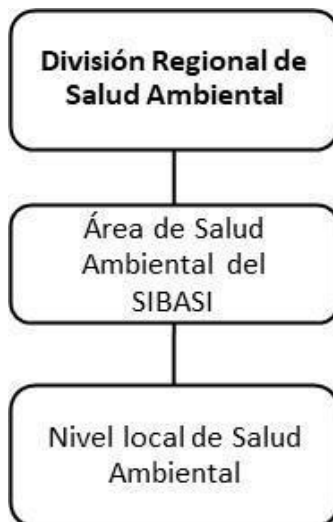 División Regional de
Salud Ambiental
Área de Salud
Ambiental del
SIBASI
Nivel local de Salud
Ambiental